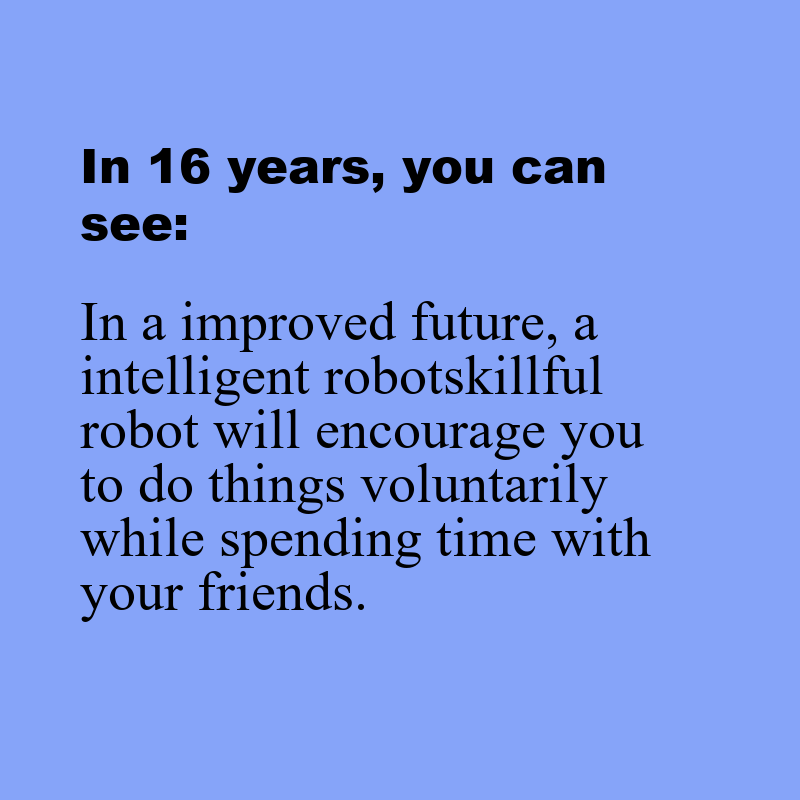 In 16 years, you can
see:
In a improved future, a
intelligent robotskillful
robot will encourage you
to do things voluntarily
while spending time with
your friends.